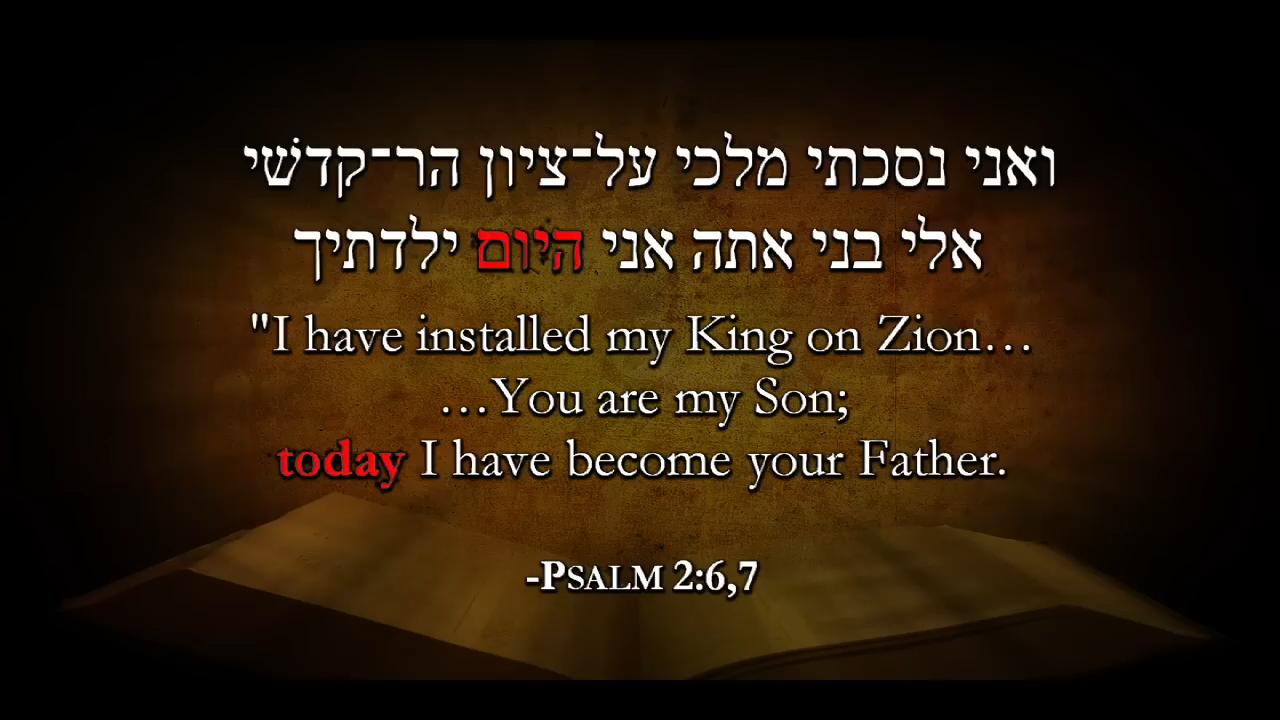 ואני נסכתי מלכי על־ציון הר־קדשׁי
אלי בני אתה אני היום ילדתיך
"I have installed my King on Zion…
…You are my Son;
today I have become your Father.
-Psalm 2:6,7